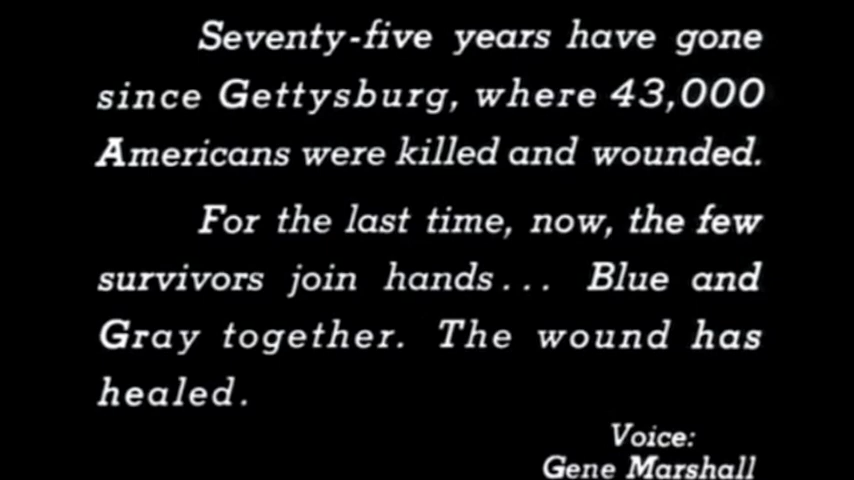 Seventy-five years have gone
since Gettysburg, where 43,000
Americans were killed and wounded.
For the last time, now, the few
survivors join hands... Blue and
Gray together. The wound has
healed.
Voice:
Gene Marshall